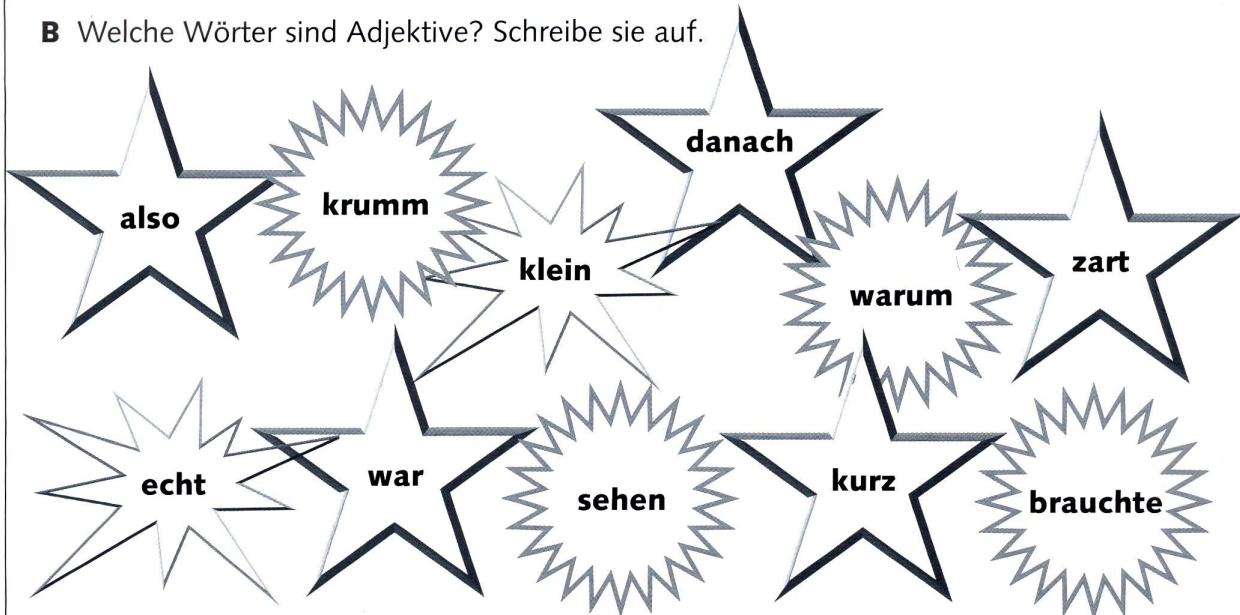 B Welche Wörter sind Adjektive? Schreibe sie auf.
also
krumm
klein
danach
warum
zart
echt
war
sehen
kurz
brauchte